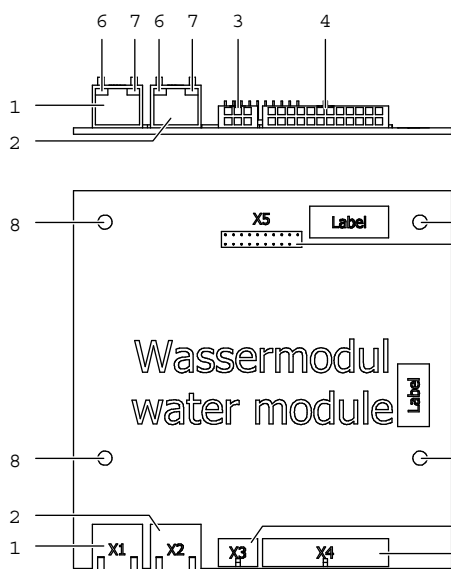 6 7 6 7 3 4
1
2
8
X5
Label
Wassermodul
water module
Label
8
2
1
X1 X2 X3 X4